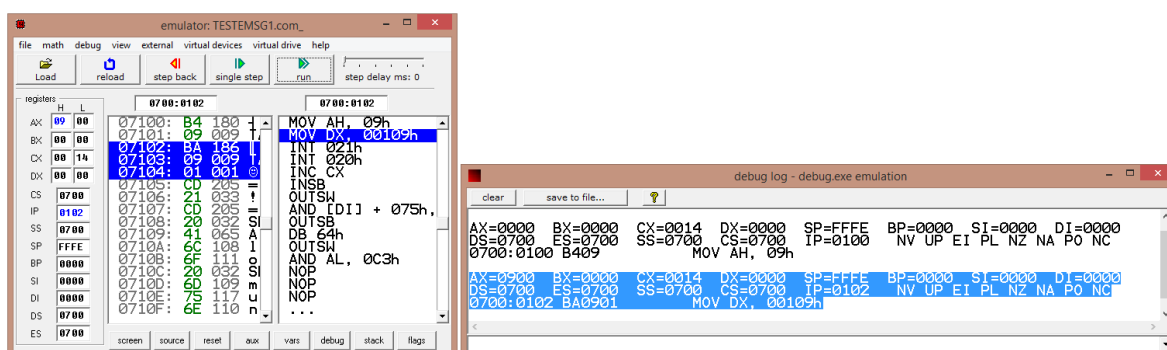 emulator: TESTEMSG1.com_
file math debug view external virtual devices virtual drive help
Load reload step back single step run step delay ms: 0
registers
H L
0700:0102 0700:0102
AX 09 00
BX 00 00
CX 00 14
DX 00 00
CS 0700
IP 0102
SS 0700
SP FFFE
BP 0000
SI 0000
DI 0000
DS 0700
ES 0700
07100: B4 180 ┤
07101: 09 009
07102: BA 186 ║
07103: 09 009
07104: 01 001 ☺
07105: CD 205 =
07106: 21 033 !
07107: CD 205 =
07108: 20 032
07109: 41 065 A
0710A: 6C 108 l
0710B: 6F 111 o
0710C: 20 032
0710D: 6D 109 m
0710E: 75 117 u
0710F: 6E 110 n
MOV AH, 09h
MOV DX, 00109h
INT 021h
INT 020h
INC CX
INSB
OUTSW
AND [DI] + 075h,
OUTSB
DB 64h
OUTSW
AND AL, 0C3h
NOP
NOP
NOP
...
screen source reset aux vars debug stack flags
debug log - debug.exe emulation
clear save to file... ?
AX=0000 BX=0000 CX=0014 DX=0000 SP=FFFE BP=0000 SI=0000 DI=0000
DS=0700 ES=0700 SS=0700 CS=0700 IP=0100 NV UP EI PL NZ NA PO NC
0700:0100 B409 MOV AH, 09h
AX=0900 BX=0000 CX=0014 DX=0000 SP=FFFE BP=0000 SI=0000 DI=0000
DS=0700 ES=0700 SS=0700 CS=0700 IP=0102 NV UP EI PL NZ NA PO NC
0700:0102 BA0901 MOV DX, 00109h